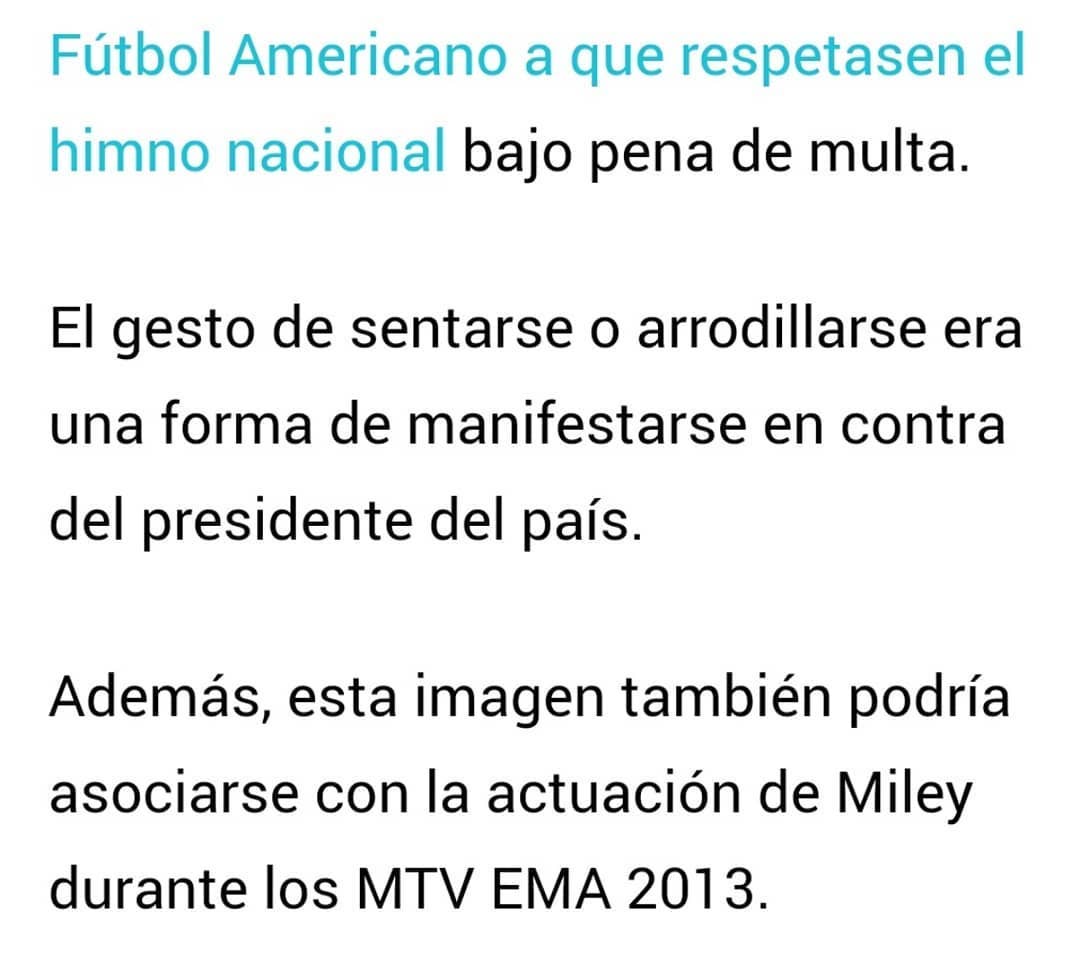 Fútbol Americano a que respetasen el
himno nacional bajo pena de multa.
El gesto de sentarse o arrodillarse era
una forma de manifestarse en contra
del presidente del país.
Además, esta imagen también podría
asociarse con la actuación de Miley
durante los MTV EMA 2013.